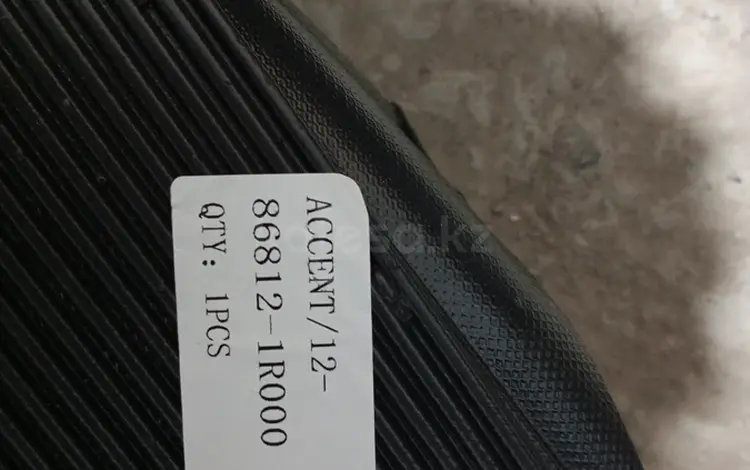 ACCENT/12-
86812-1R000
QTY: 1PCS